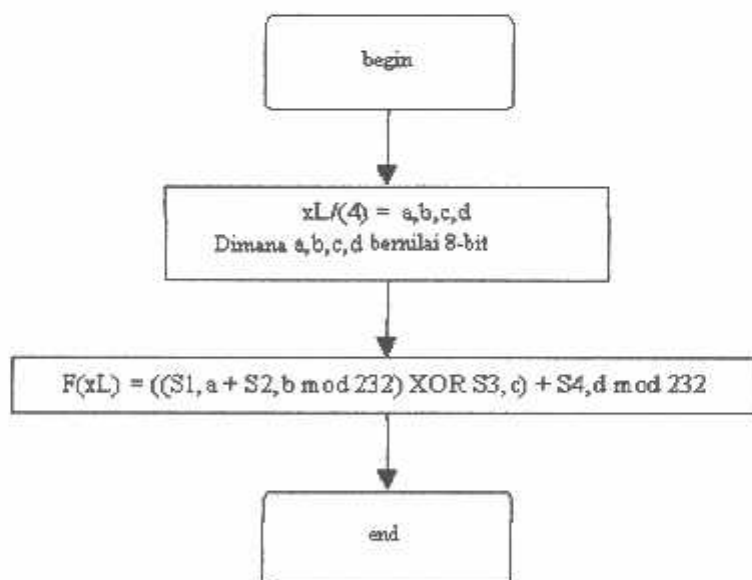 begin
xL/(4) = a,b,c,d
Dimana a,b,c,d bernilai 8-bit
F(xL) = ((S1,a + S2,b mod 232) XOR S3,c) + S4,d mod 232
end